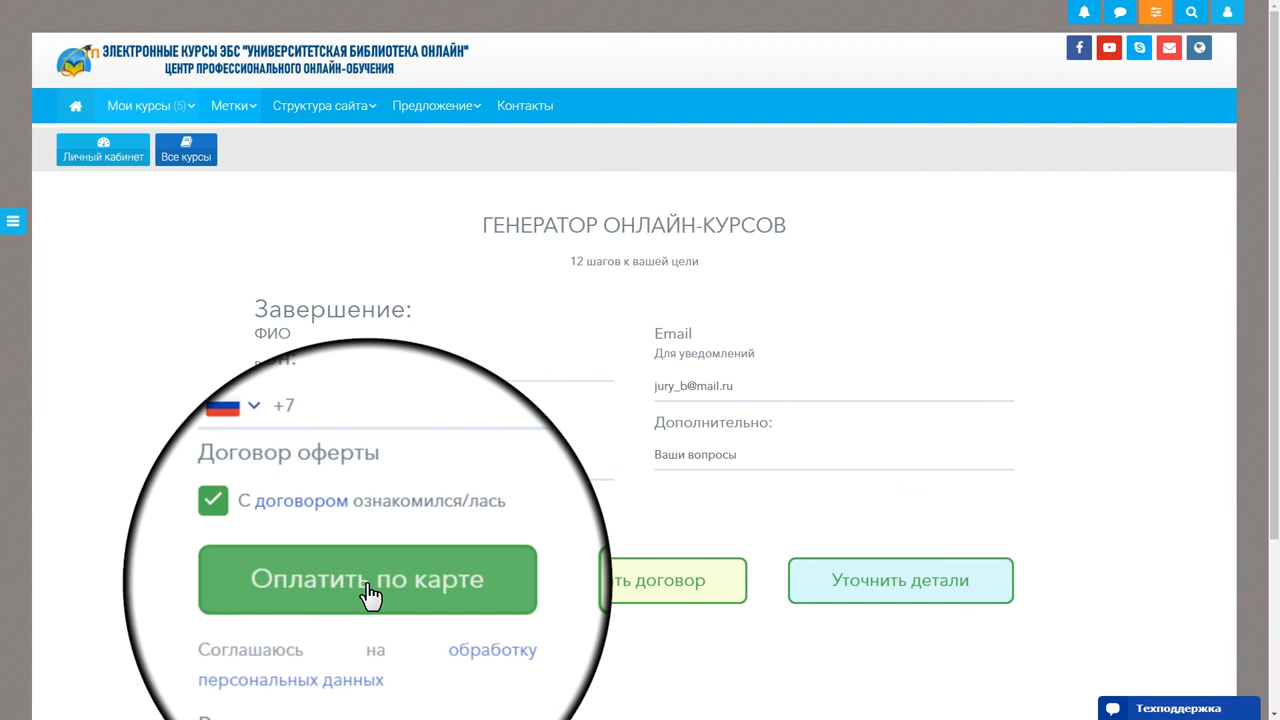 ЭЛЕКТРОННЫЕ КУРСЫ ЭБС "УНИВЕРСИТЕТСКАЯ БИБЛИОТЕКА ОНЛАЙН"
ЦЕНТР ПРОФЕССИОНАЛЬНОГО ОНЛАЙН-ОБУЧЕНИЯ
Мои курсы (5) Метки Структура сайта Предложение Контакты
Личный кабинет Все курсы
ГЕНЕРАТОР ОНЛАЙН-КУРСОВ
12 шагов к вашей цели
Завершение:
ФИО
+7
Договор оферты
С договором ознакомился/лась
Оплатить по карте
Соглашаюсь на обработку
персональных данных
Email
Для уведомлений
jury_b@mail.ru
Дополнительно:
Ваши вопросы
договор
Уточнить детали
Техподдержка